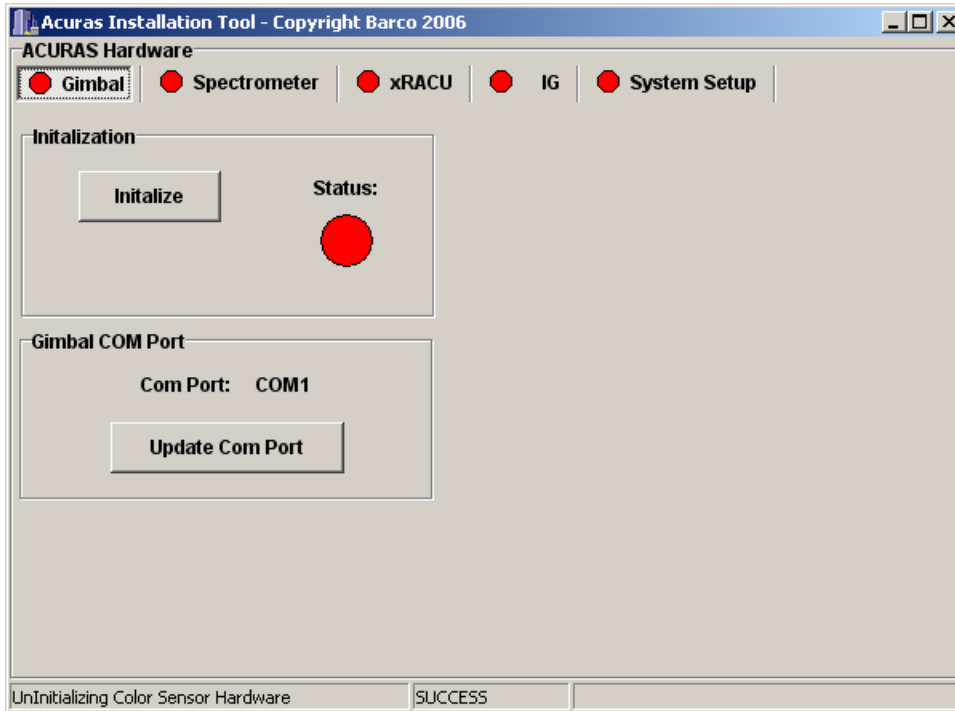 Acuras Installation Tool - Copyright Barco 2006
ACURAS Hardware
Gimbal Spectrometer xRACU IG System Setup
Initalization
Initalize Status:
Gimbal COM Port
Com Port: COM1
Update Com Port
UnInitializing Color Sensor Hardware SUCCESS